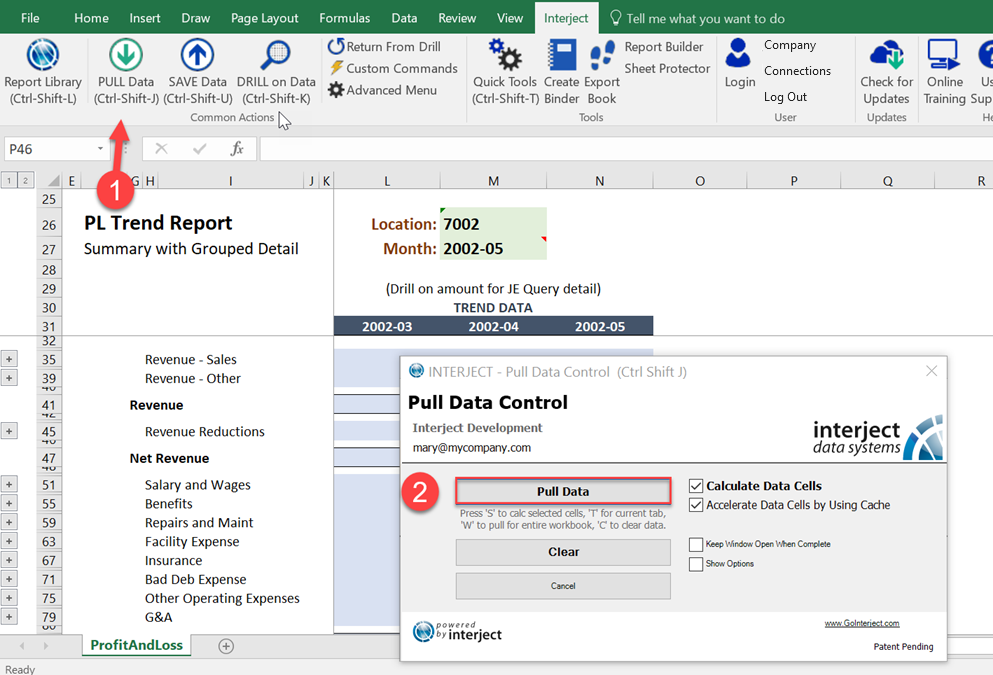 File Home Insert Draw Page Layout Formulas Data Review View Interject Tell me what you want to do
Report Library
(Ctrl-Shift-L)
PULL Data
(Ctrl-Shift-J)
SAVE Data
(Ctrl-Shift-U)
DRILL on Data
(Ctrl-Shift-K)
Common Actions
Return From Drill
Custom Commands
Advanced Menu
Quick Tools
(Ctrl-Shift-T)
Create
Binder
Export
Book
Report Builder
Sheet Protector
Tools
Login
Company
Connections
Log Out
User
Check for
Updates
Updates
Online
Training
P46 fx
1 2 E G H I J K L M N O P Q R
1
25
26 PL Trend Report Location: 7002
27 Summary with Grouped Detail Month: 2002-05
28
29 (Drill on amount for JE Query detail)
30 TREND DATA
31 2002-03 2002-04 2002-05
32
35 Revenue - Sales
39 Revenue - Other
40
41 Revenue
42
45 Revenue Reductions
46
47 Net Revenue
48
51 Salary and Wages
55 Benefits
59 Repairs and Maint
63 Facility Expense
67 Insurance
71 Bad Deb Expense
75 Other Operating Expenses
79 G&A
80
INTERJECT - Pull Data Control (Ctrl Shift J)
Pull Data Control
Interject Development
mary@mycompany.com
interject
data systems
2
Pull Data
Press 'S' to calc selected cells, 'T' for current tab,
'W' to pull for entire workbook, 'C' to clear data.
Clear
Cancel
Calculate Data Cells
Accelerate Data Cells by Using Cache
Keep Window Open When Complete
Show Options
powered
by interject
www.GoInterject.com
Patent Pending
ProfitAndLoss
Ready